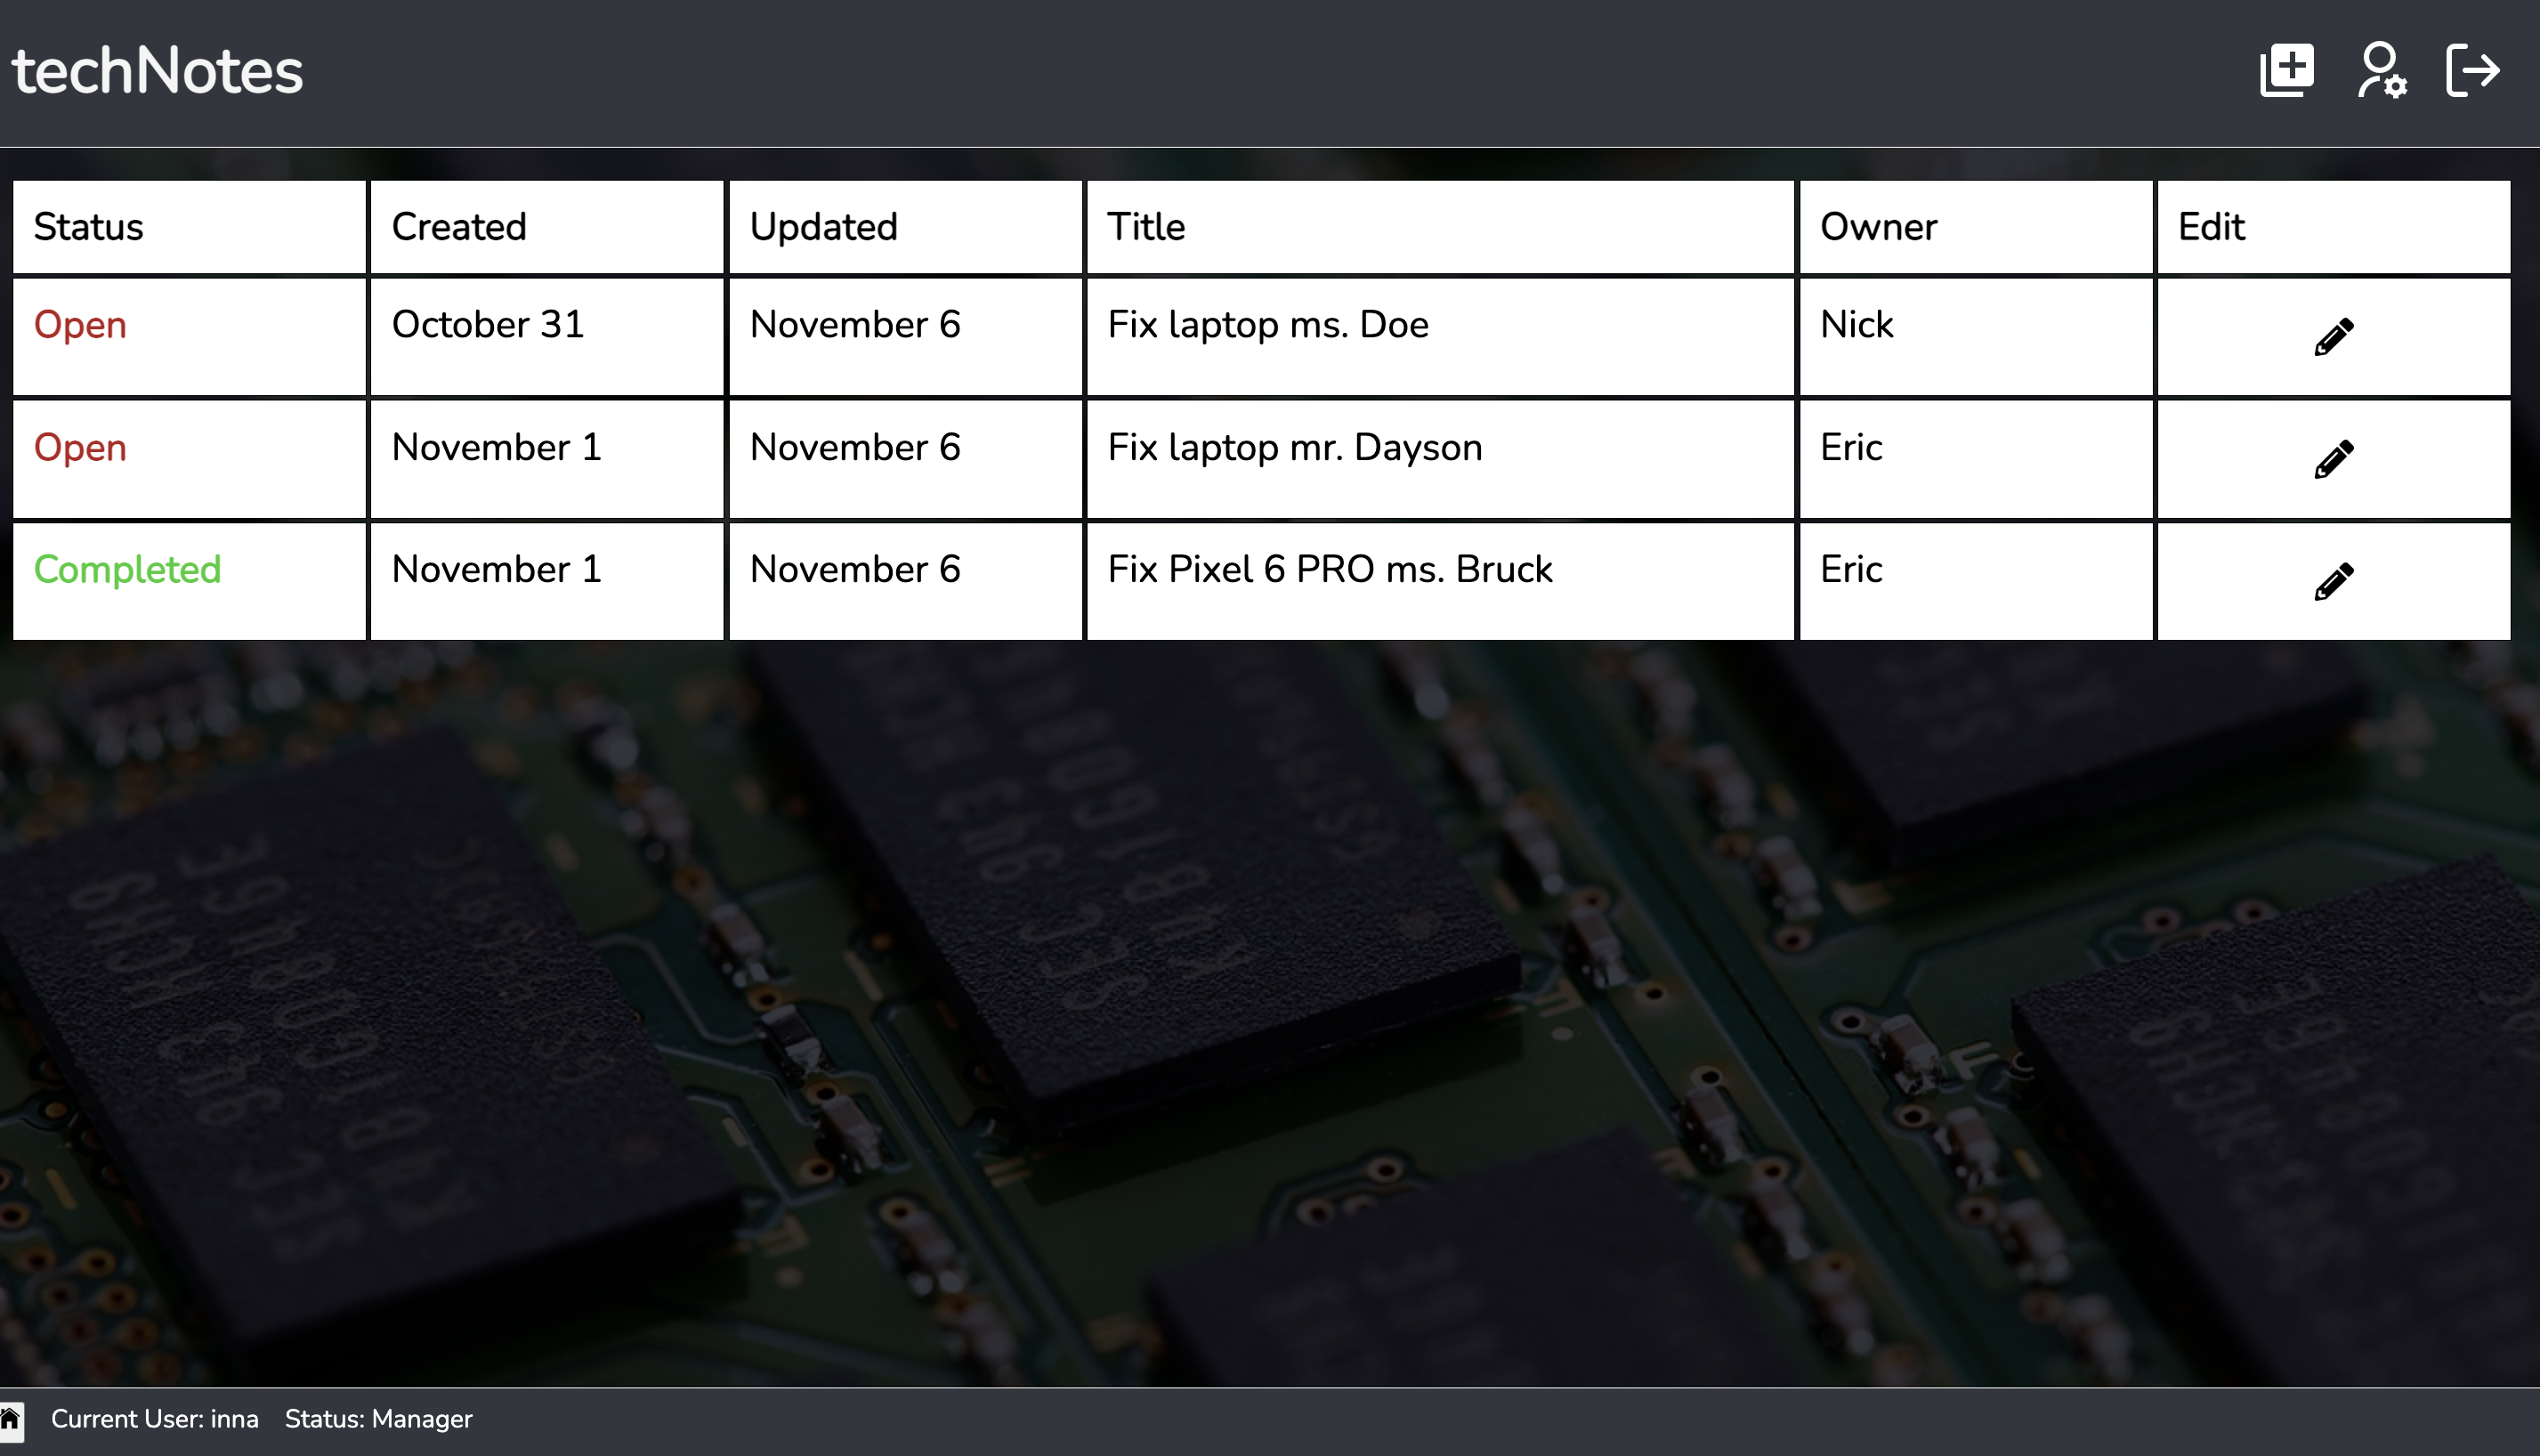 techNotes
Status Created Updated Title Owner Edit
Open October 31 November 6 Fix laptop ms. Doe Nick
Open November 1 November 6 Fix laptop mr. Dayson Eric
Completed November 1 November 6 Fix Pixel 6 PRO ms. Bruck Eric
Current User: inna Status: Manager